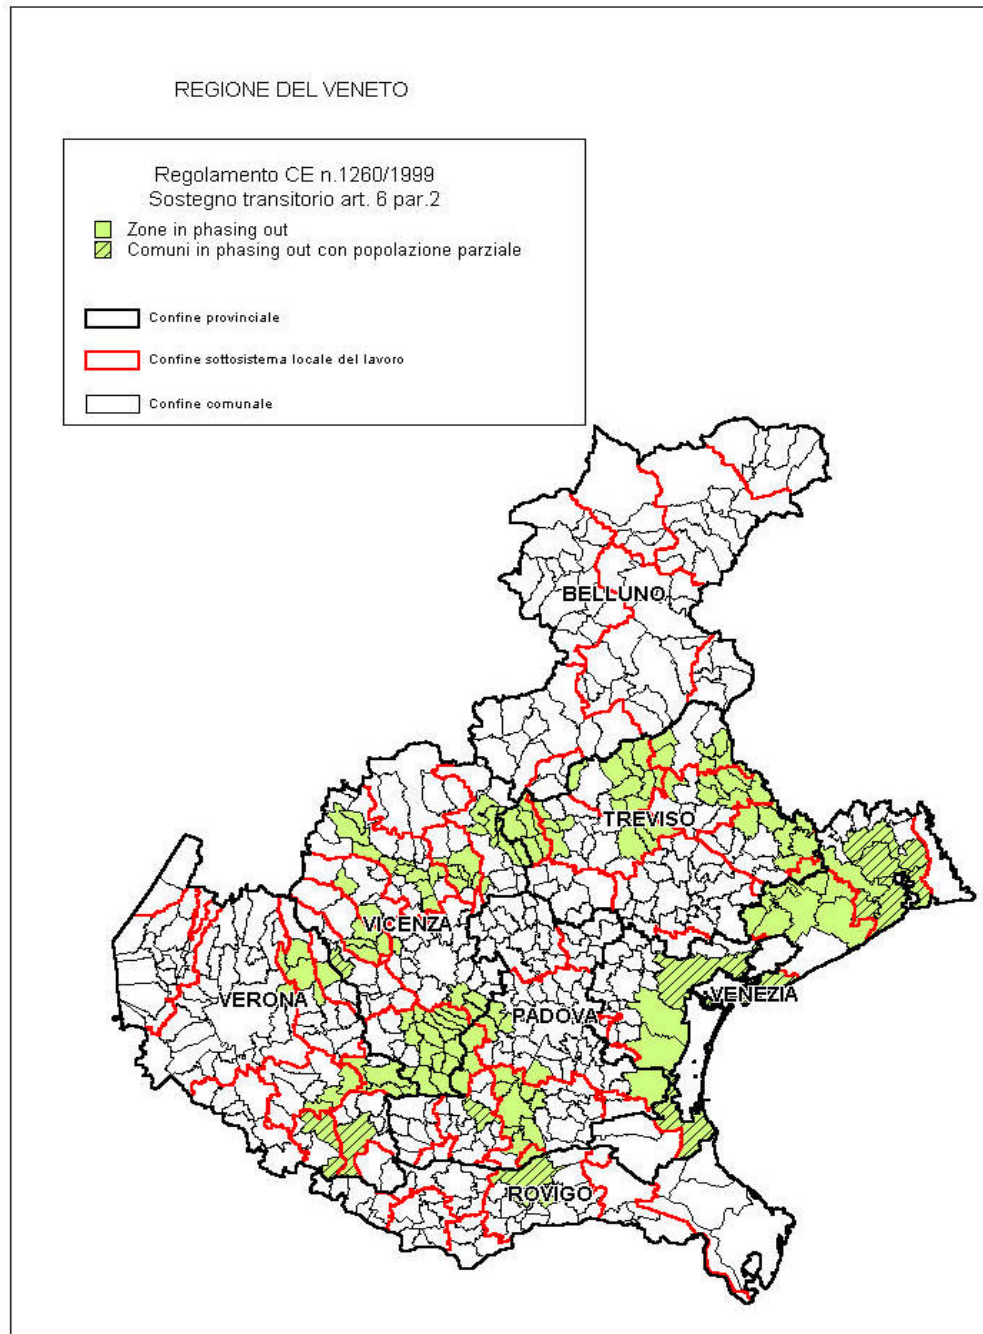 REGIONE DEL VENETO
Regolamento CE n.1260/1999
Sostegno transitorio art. 6 par.2
Zone in phasing out
Comuni in phasing out con popolazione parziale
Confine provinciale
Confine sottosistema locale del lavoro
Confine comunale
BELLUNO
TREVISO
VICENZA
VERONA
VENEZIA
PADOVA
ROVIGO